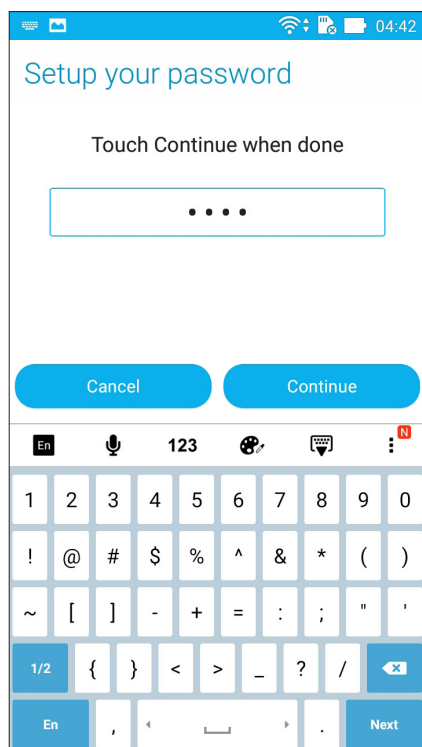 04:42
Setup your password
Touch Continue when done
• • • •
Cancel Continue
En 123 N
1 2 3 4 5 6 7 8 9 0
! @ # $ % ^ & * ( )
~ [ ] - + = : ; " '
1/2 { } < > _ ? /
En , . Next